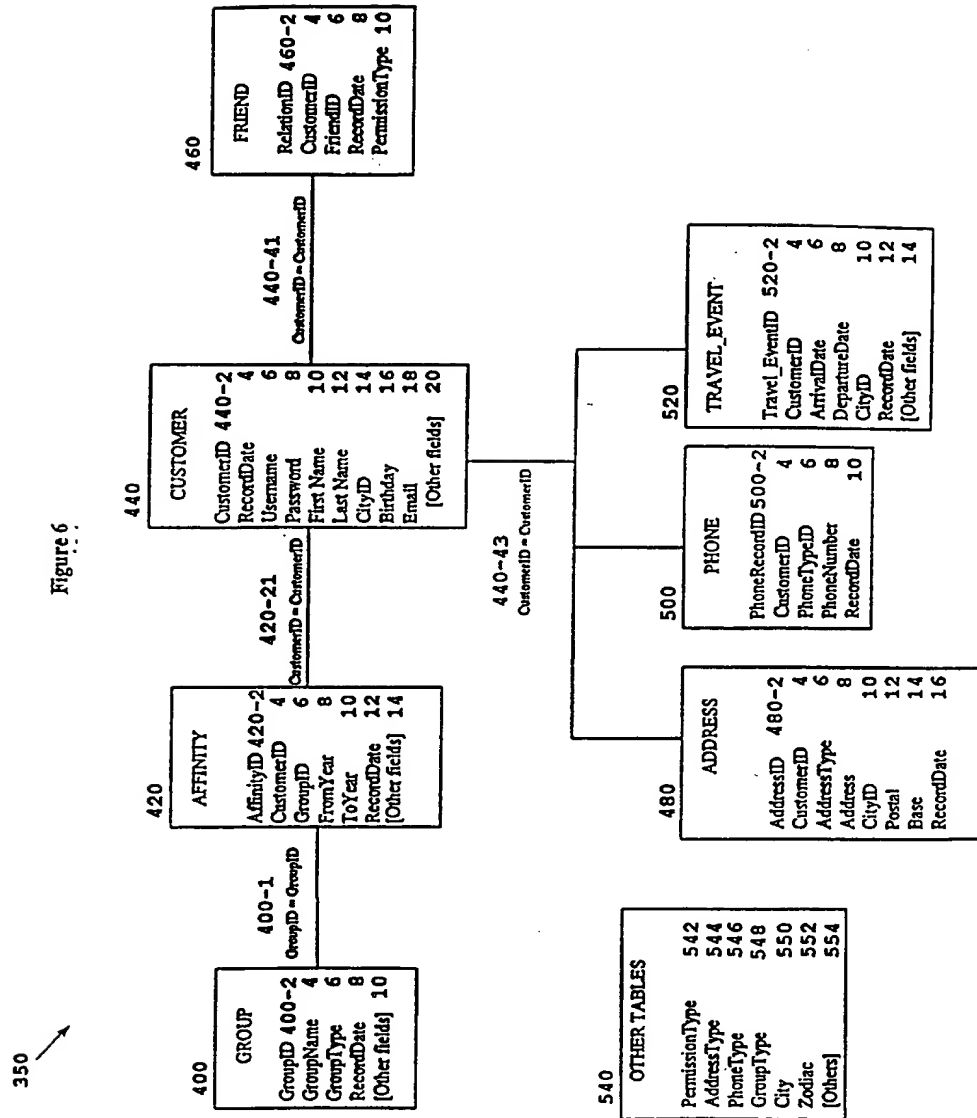 Figure 6
350
400
GROUP
GroupID 400-2
GroupName 4
GroupType 6
RecordDate 8
[Other fields] 10
400-1
GroupID = GroupID
420
AFFINITY
AffinityID 420-2
CustomerID 4
GroupID 6
FromYear 8
ToYear 10
RecordDate 12
[Other fields] 14
420-21
CustomerID = CustomerID
440
CUSTOMER
CustomerID 440-2
RecordDate 4
Username 6
Password 8
First Name 10
Last Name 12
CityID 14
Birthday 16
Email 18
[Other fields] 20
440-41
CustomerID = CustomerID
460
FRIEND
RelationID 460-2
CustomerID 4
FriendID 6
RecordDate 8
PermissionType 10
440-43
CustomerID = CustomerID
540
OTHER TABLES
PermissionType 542
AddressType 544
PhoneType 546
GroupType 548
City 550
Zodiac 552
[Others] 554
480
ADDRESS
AddressID 480-2
CustomerID 4
AddressType 6
Address 8
CityID 10
Postal 12
Base 14
RecordDate 16
500
PHONE
PhoneRecordID 500-2
CustomerID 4
PhoneTypeID 6
PhoneNumber 8
RecordDate 10
520
TRAVEL_EVENT
Travel_EventID 520-2
CustomerID 4
ArrivalDate 6
DepartureDate 8
CityID 10
RecordDate 12
[Other fields] 14